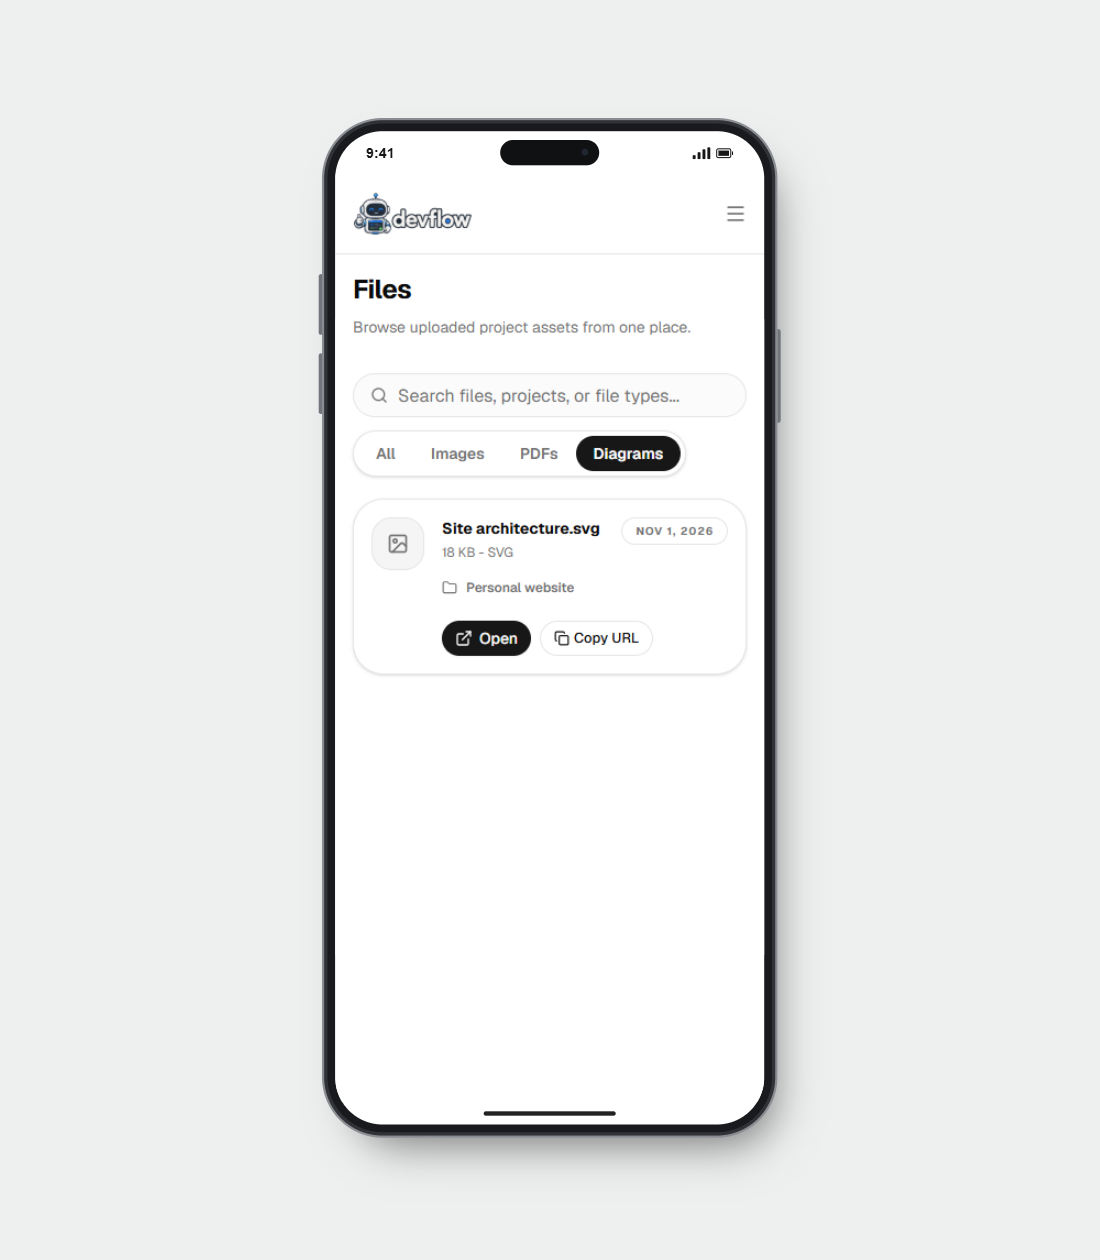 9:41
devflow
Files
Browse uploaded project assets from one place.
Search files, projects, or file types...
All Images PDFs Diagrams
Site architecture.svg NOV 1, 2026
18 KB - SVG
Personal website
Open Copy URL